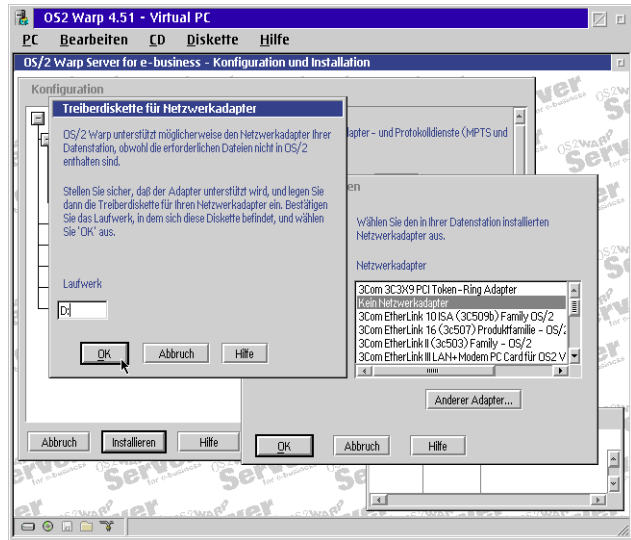 OS2 Warp 4.51 - Virtual PC
PC Bearbeiten CD Diskette Hilfe
OS/2 Warp Server for e-business - Konfiguration und Installation
Konfiguration
Treiberdiskette für Netzwerkadapter
OS/2 Warp unterstützt möglicherweise den Netzwerkadapter Ihrer
Datenstation, obwohl die erforderlichen Dateien nicht in OS/2
enthalten sind.
Stellen Sie sicher, daß der Adapter unterstützt wird, und legen Sie
dann die Treiberdiskette für Ihren Netzwerkadapter ein. Bestätigen
Sie das Laufwerk, in dem sich diese Diskette befindet, und wählen
Sie 'OK' aus.
Laufwerk
D:
OK Abbruch Hilfe
lapter - und Protokolldienste (MPTS und
en
Wählen Sie den in Ihrer Datenstation installierten
Netzwerkadapter aus.
Netzwerkadapter
3Com 3C3X9 PCI Token-Ring Adapter
Kein Netzwerkadapter
3Com EtherLink 10 ISA (3C509b) Family OS/2
3Com EtherLink 16 (3c507) Produktfamilie - OS/2
3Com EtherLink II (3c503) Family - OS/2
3Com EtherLink III LAN+Modem PC Card für OS2 V
Anderer Adapter...
OK Abbruch Hilfe
Abbruch Installieren Hilfe